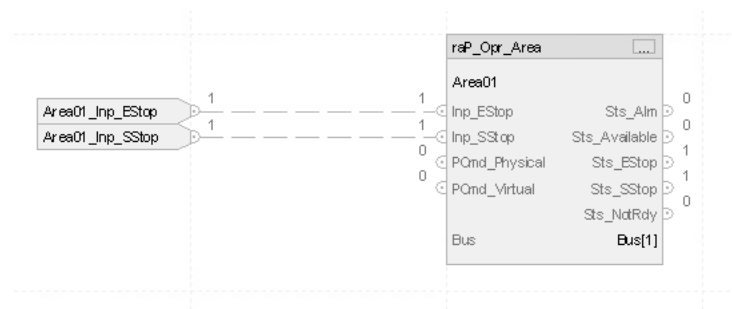 raP_Opr_Area ...
Area01
Area01_Inp_EStop 1 1 Inp_EStop Sts_Alm 0
Area01_Inp_SStop 1 1 Inp_SStop Sts_Available 0
0 PCmd_Physical Sts_EStop 1
0 PCmd_Virtual Sts_SStop 1
Sts_NotRdy 0
Bus Bus[1]